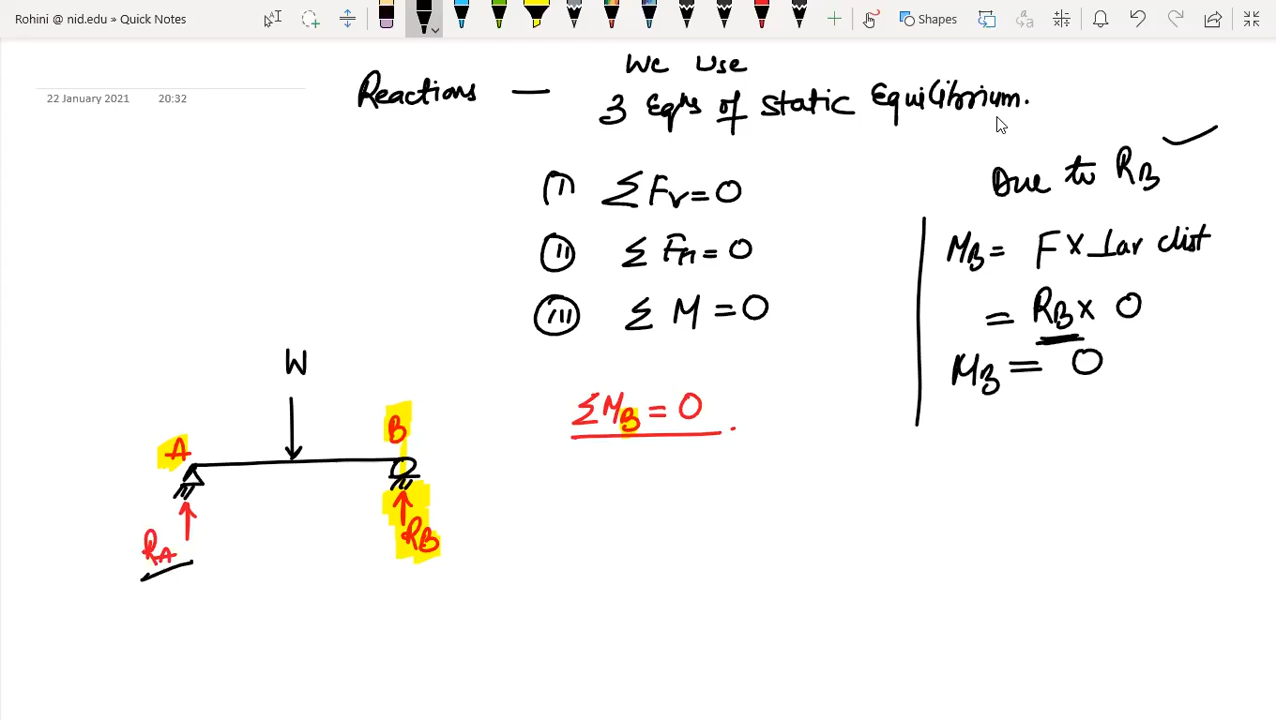 Rohini @ nid.edu » Quick Notes
Shapes
22 January 2021 20:32
We Use
Reactions — 3 Eqns of Static Equilibrium.
(i) ΣFv=0
(ii) ΣFH=0
(iii) ΣM=0
ΣMB=0.
Due to RB ✓
MB= F× ⊥ar dist
= RB× 0
MB= 0
W
A
B
RA
RB